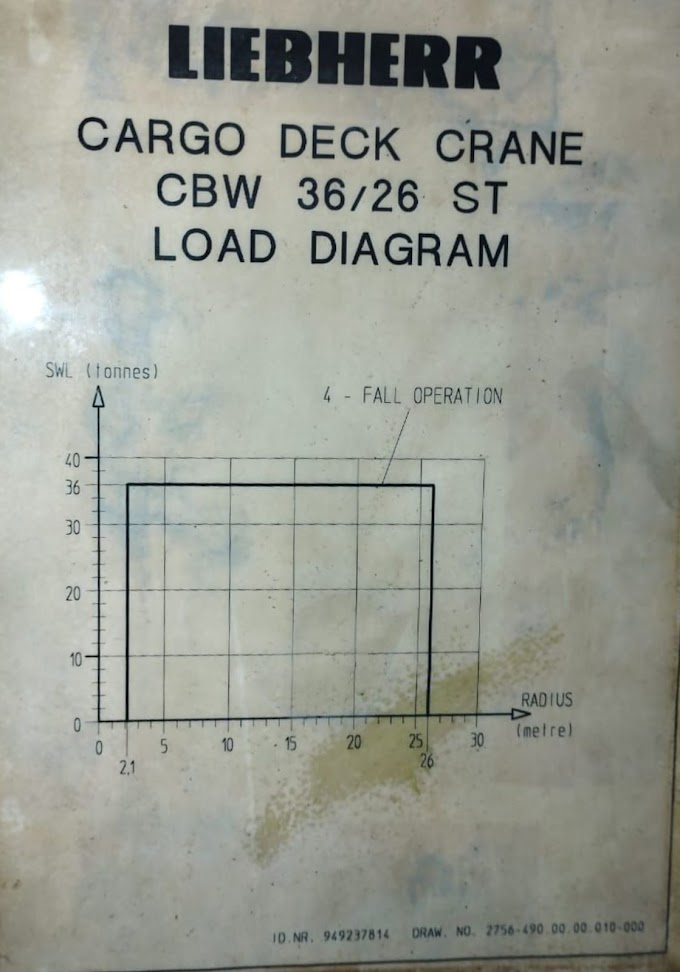 LIEBHERR
CARGO DECK CRANE
CBW 36/26 ST
LOAD DIAGRAM
SWL (tonnes)
4 - FALL OPERATION
40
36
30
20
10
0
RADIUS
(metre)
0 5 10 15 20 25 30
2,1 26
ID.NR. 949237814 DRAW. NO. 2756-490.00.00.010-000